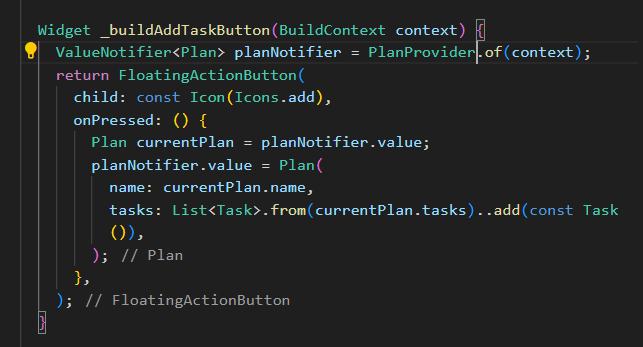 Widget _buildAddTaskButton(BuildContext context) {
ValueNotifier<Plan> planNotifier = PlanProvider.of(context);
return FloatingActionButton(
child: const Icon(Icons.add),
onPressed: () {
Plan currentPlan = planNotifier.value;
planNotifier.value = Plan(
name: currentPlan.name,
tasks: List<Task>.from(currentPlan.tasks)..add(const Task
()),
); // Plan
},
); // FloatingActionButton
}